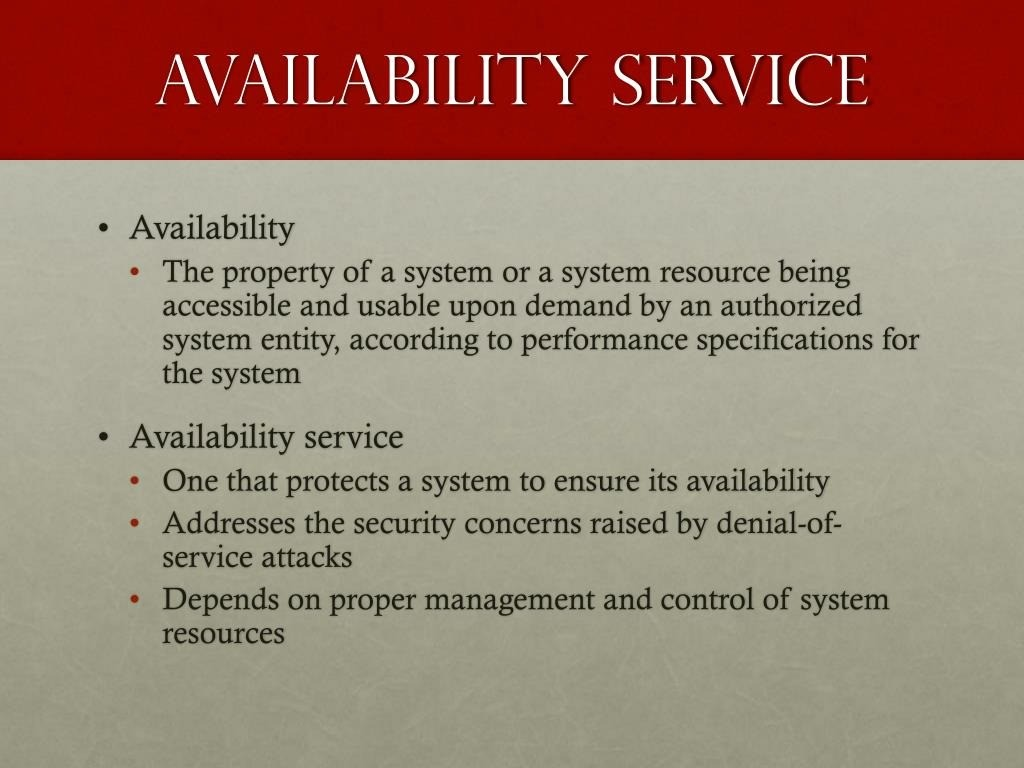 AVAILABILITY SERVICE
• Availability
• The property of a system or a system resource being
accessible and usable upon demand by an authorized
system entity, according to performance specifications for
the system
• Availability service
• One that protects a system to ensure its availability
• Addresses the security concerns raised by denial-of-
service attacks
• Depends on proper management and control of system
resources